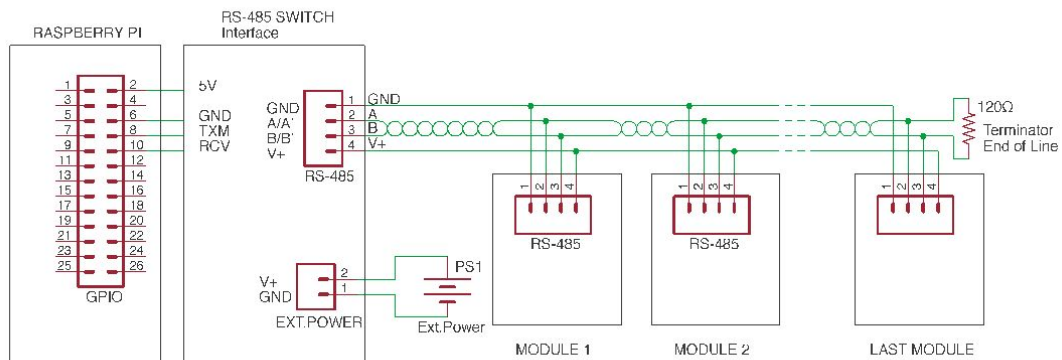 RASPBERRY PI
RS-485 SWITCH
Interface
1 2
3 4
5 6
7 8
9 10
11 12
13 14
15 16
17 18
19 20
21 22
23 24
25 26
GPIO
5V
GND
TXM
RCV
GND 1 GND
A/A' 2 A
B/B' 3 B
V+ 4 V+
RS-485
V+ 2
GND 1
EXT.POWER
PS1
Ext.Power
1 2 3 4
RS-485
MODULE 1
1 2 3 4
RS-485
MODULE 2
1 2 3 4
LAST MODULE
120Ω
Terminator
End of Line